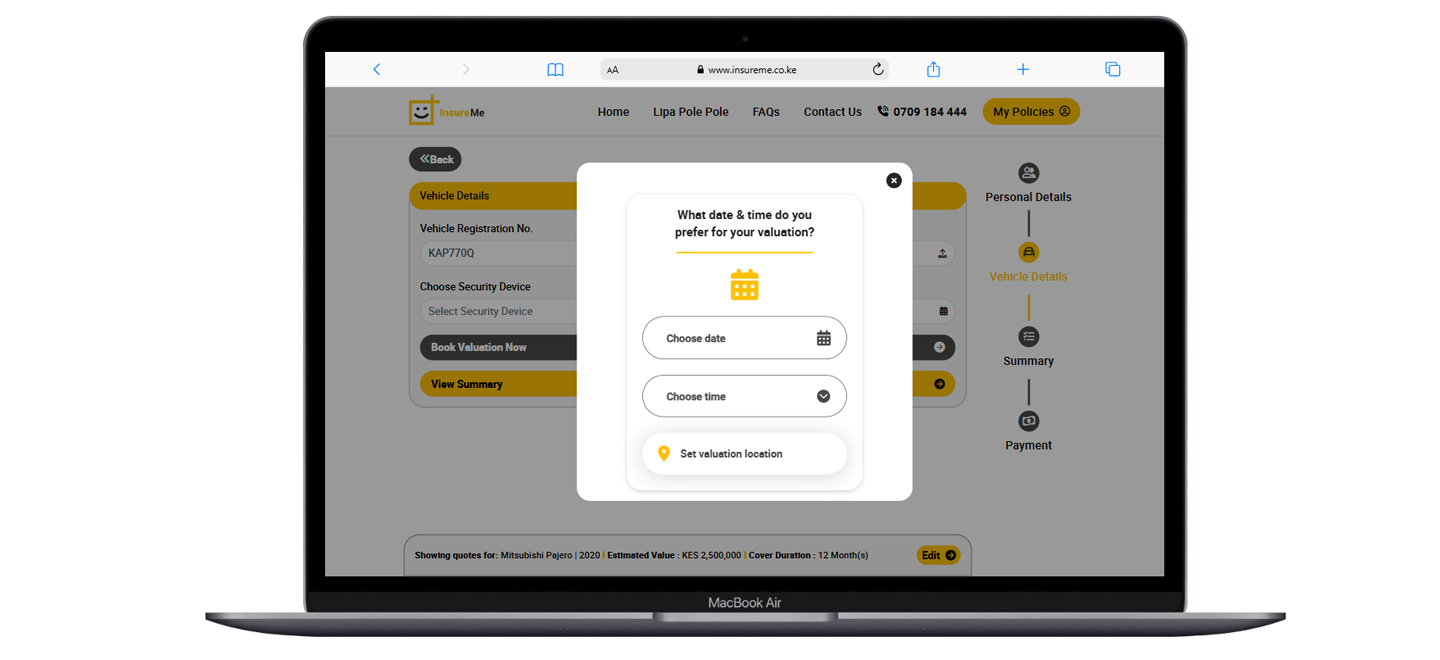 AA
www.insureme.co.ke
InsureMe
Home
Lipa Pole Pole
FAQs
Contact Us
0709 184 444
My Policies
Back
Vehicle Details
Vehicle Registration No.
KAP770Q
Choose Security Device
Select Security Device
Book Valuation Now
View Summary
What date & time do you
prefer for your valuation?
Choose date
Choose time
Set valuation location
Personal Details
Vehicle Details
Summary
Payment
Showing quotes for: Mitsubishi Pajero | 2020 | Estimated Value : KES 2,500,000 | Cover Duration : 12 Month(s)
Edit
MacBook Air